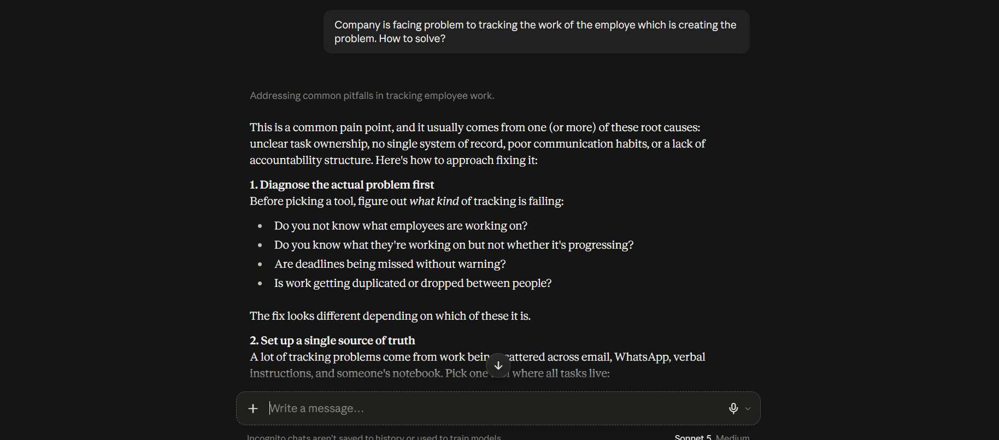 Company is facing problem to tracking the work of the employe which is creating the
problem. How to solve?
Addressing common pitfalls in tracking employee work.
This is a common pain point, and it usually comes from one (or more) of these root causes:
unclear task ownership, no single system of record, poor communication habits, or a lack of
accountability structure. Here's how to approach fixing it:
1. Diagnose the actual problem first
Before picking a tool, figure out what kind of tracking is failing:
• Do you not know what employees are working on?
• Do you know what they're working on but not whether it's progressing?
• Are deadlines being missed without warning?
• Is work getting duplicated or dropped between people?
The fix looks different depending on which of these it is.
2. Set up a single source of truth
A lot of tracking problems come from work across email, WhatsApp, verbal
instructions, and someone's notebook. Pick one where all tasks live:
Write a message...
Incognito chats aren't saved to history or used to train models
Sonnet 5 Medium